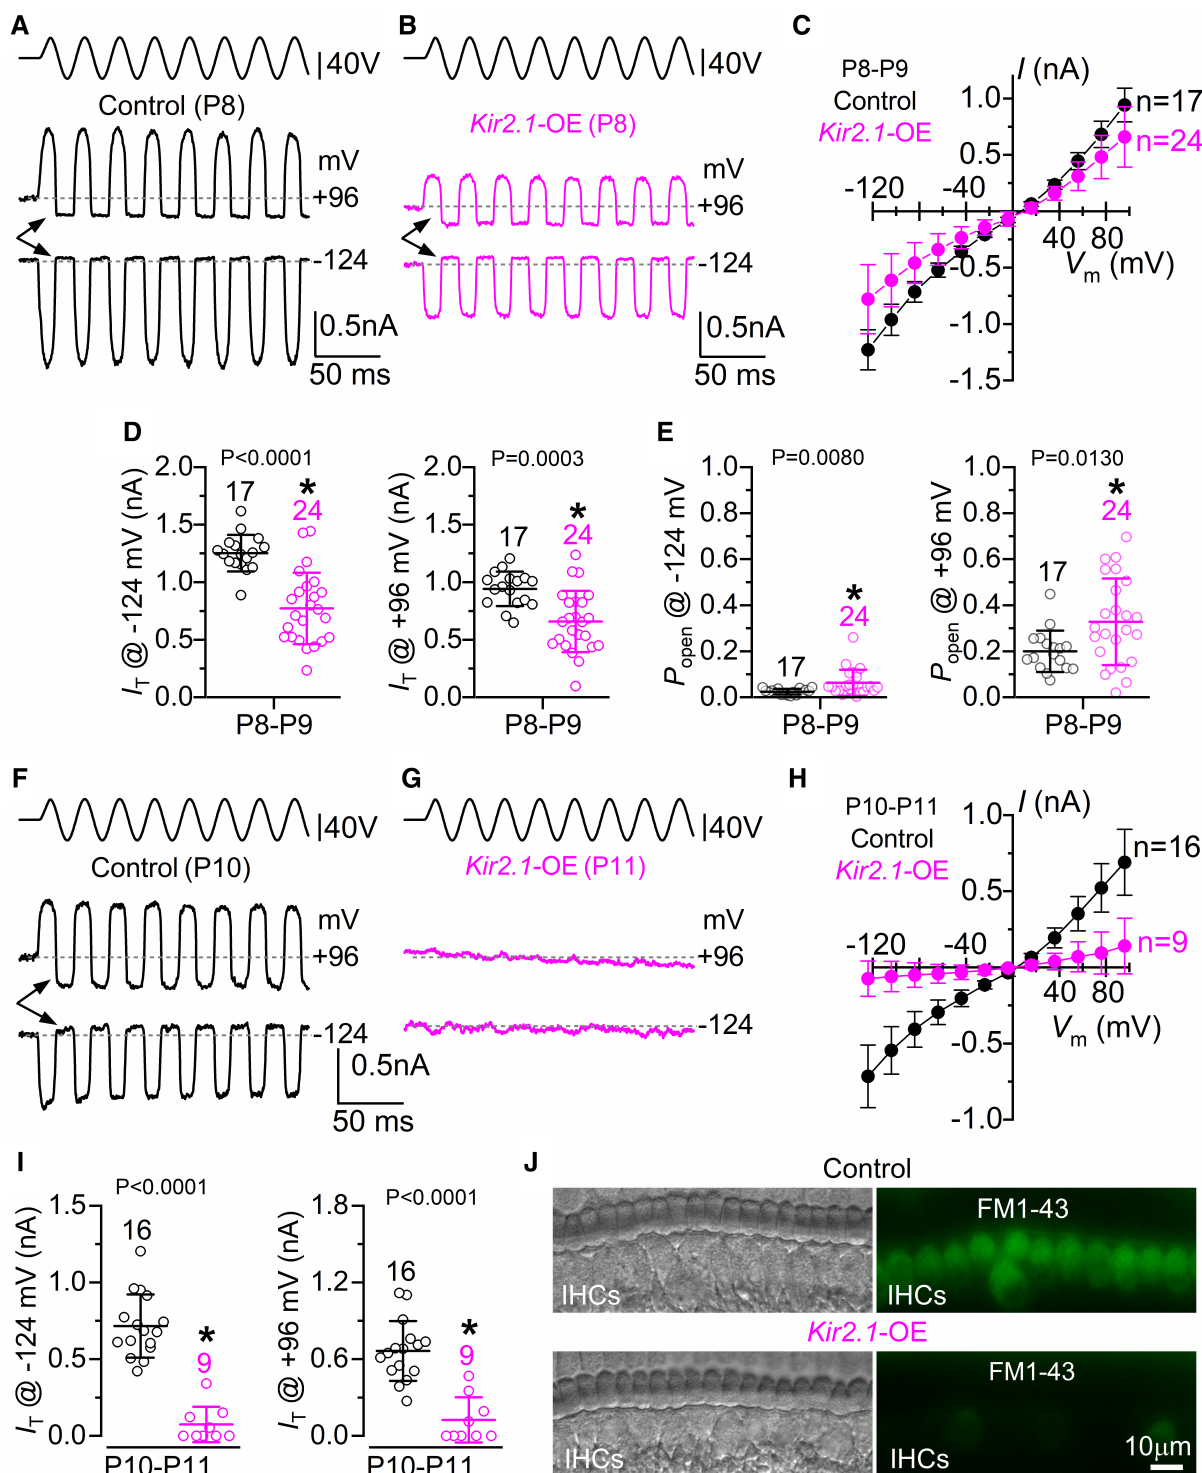 A
40V
Control (P8)
mV
+96
-124
0.5nA
50 ms
B
40V
Kir2.1-OE (P8)
mV
+96
-124
0.5nA
50 ms
C
P8-P9
Control
Kir2.1-OE
I (nA)
1.0
0.5
-0.5
-1.0
-1.5
-120
-40
40
80
Vm (mV)
n=17
n=24
D
P<0.0001
IT @ -124 mV (nA)
2.0
1.5
1.0
0.5
0.0
17
*
24
P8-P9
P=0.0003
IT @ +96 mV (nA)
2.0
1.5
1.0
0.5
0.0
17
*
24
P8-P9
E
P=0.0080
Popen @ -124 mV
1.0
0.8
0.6
0.4
0.2
0.0
17
*
24
P8-P9
P=0.0130
Popen @ +96 mV
1.0
0.8
0.6
0.4
0.2
0.0
17
*
24
P8-P9
F
40V
Control (P10)
mV
+96
-124
0.5nA
50 ms
G
40V
Kir2.1-OE (P11)
mV
+96
-124
H
P10-P11
Control
Kir2.1-OE
I (nA)
1.0
0.5
-0.5
-1.0
-120
-40
40
80
Vm (mV)
n=16
n=9
I
P<0.0001
IT @ -124 mV (nA)
1.5
1.0
0.5
0.0
16
*
9
P10-P11
P<0.0001
IT @ +96 mV (nA)
1.8
1.2
0.6
0.0
16
*
9
P10-P11
J
Control
IHCs
FM1-43
IHCs
Kir2.1-OE
IHCs
FM1-43
IHCs
10μm